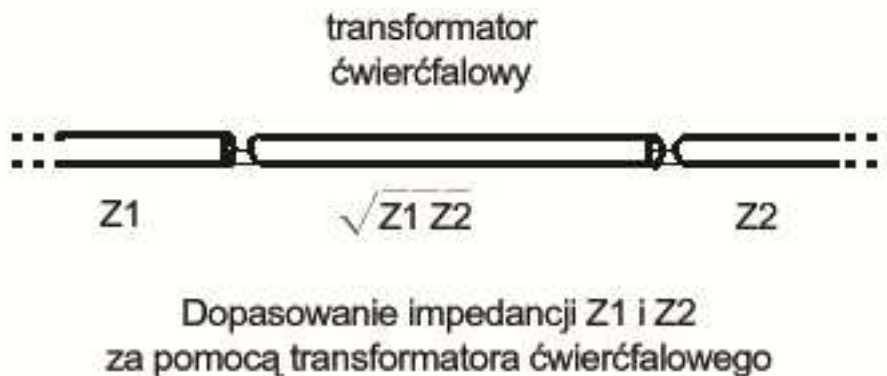 transformator
ćwierćfalowy
Z1 √Z1 Z2 Z2
Dopasowanie impedancji Z1 i Z2
za pomocą transformatora ćwierćfalowego